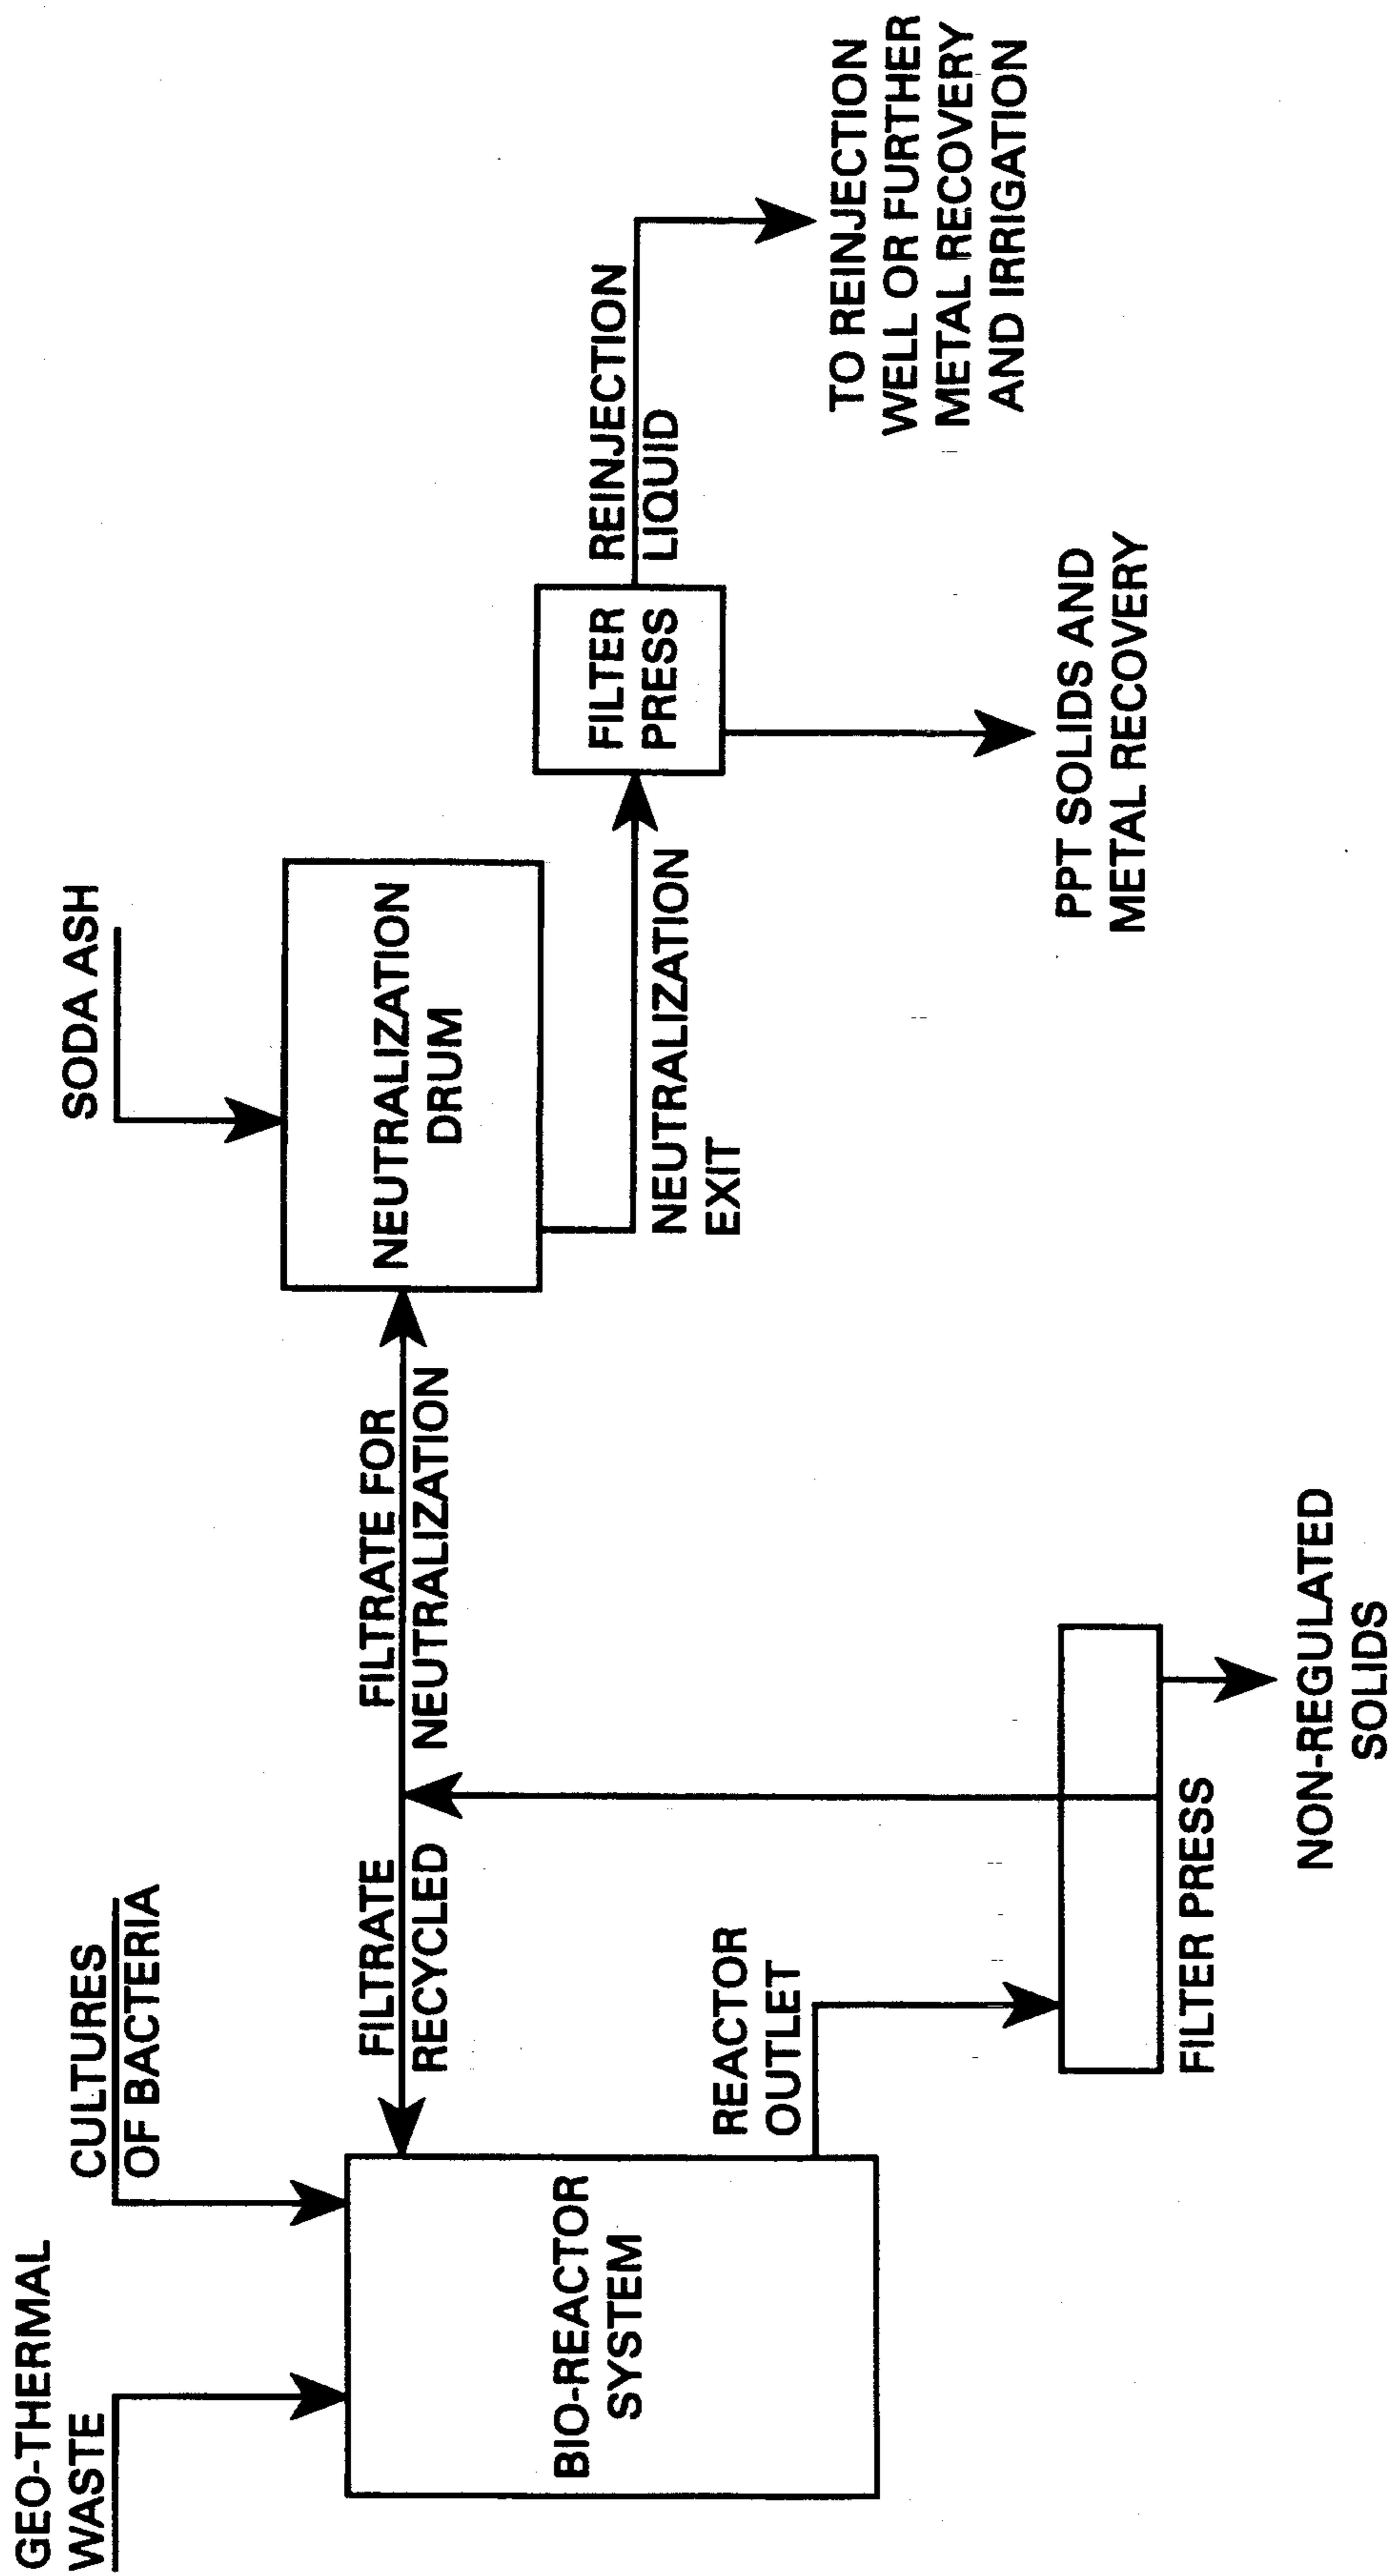 GEO-THERMAL
WASTE
CULTURES
OF BACTERIA
BIO-REACTOR
SYSTEM
FILTRATE
RECYCLED
REACTOR
OUTLET
FILTER PRESS
NON-REGULATED
SOLIDS
FILTRATE FOR
NEUTRALIZATION
SODA ASH
NEUTRALIZATION
DRUM
NEUTRALIZATION
EXIT
FILTER
PRESS
PPT SOLIDS AND
METAL RECOVERY
REINJECTION
LIQUID
TO REINJECTION
WELL OR FURTHER
METAL RECOVERY
AND IRRIGATION